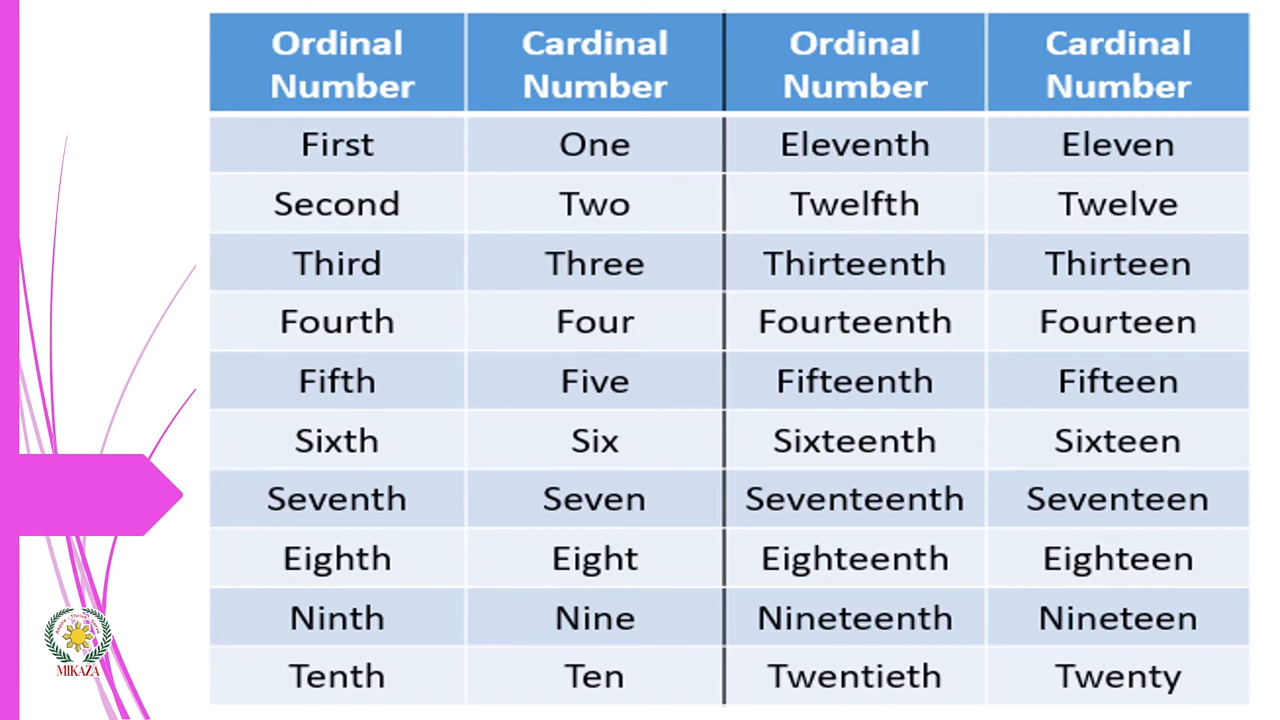 Ordinal Number Cardinal Number Ordinal Number Cardinal Number
First One Eleventh Eleven
Second Two Twelfth Twelve
Third Three Thirteenth Thirteen
Fourth Four Fourteenth Fourteen
Fifth Five Fifteenth Fifteen
Sixth Six Sixteenth Sixteen
Seventh Seven Seventeenth Seventeen
Eighth Eight Eighteenth Eighteen
Ninth Nine Nineteenth Nineteen
Tenth Ten Twentieth Twenty
MIKAZA